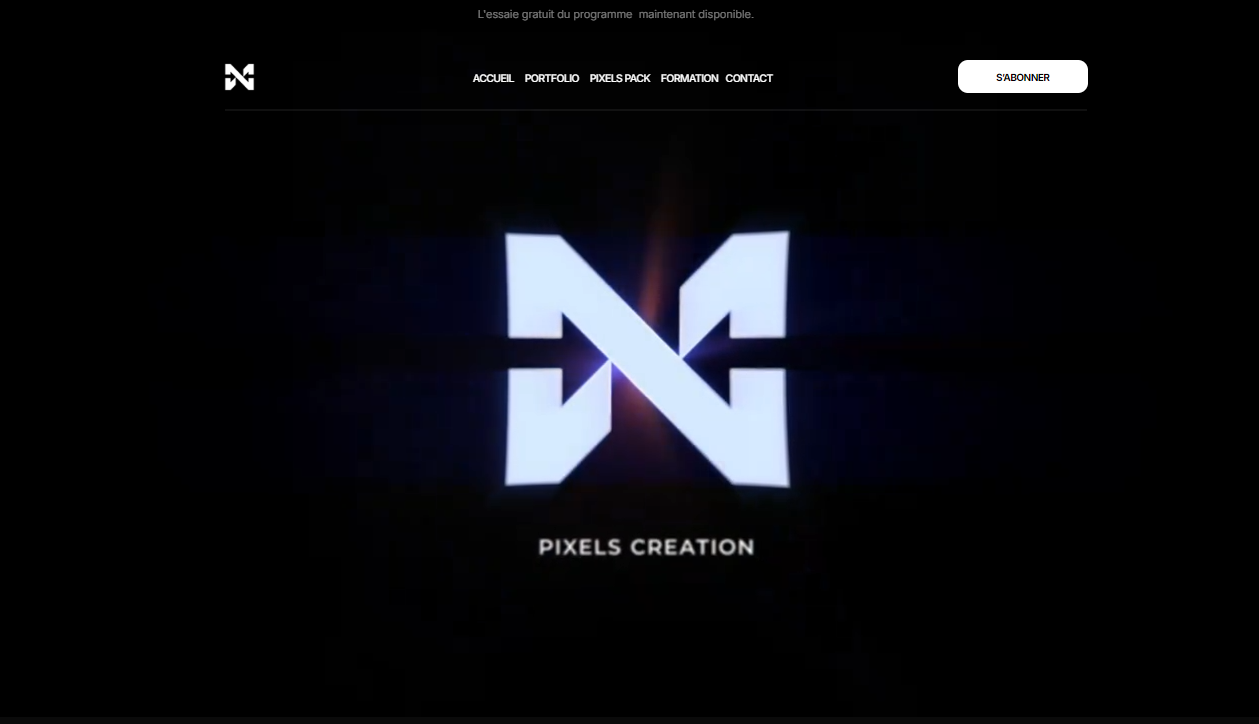 L'essaie gratuit du programme  maintenant disponible.
ACCUEIL PORTFOLIO PIXELS PACK FORMATION CONTACT
S'ABONNER
PIXELS CREATION